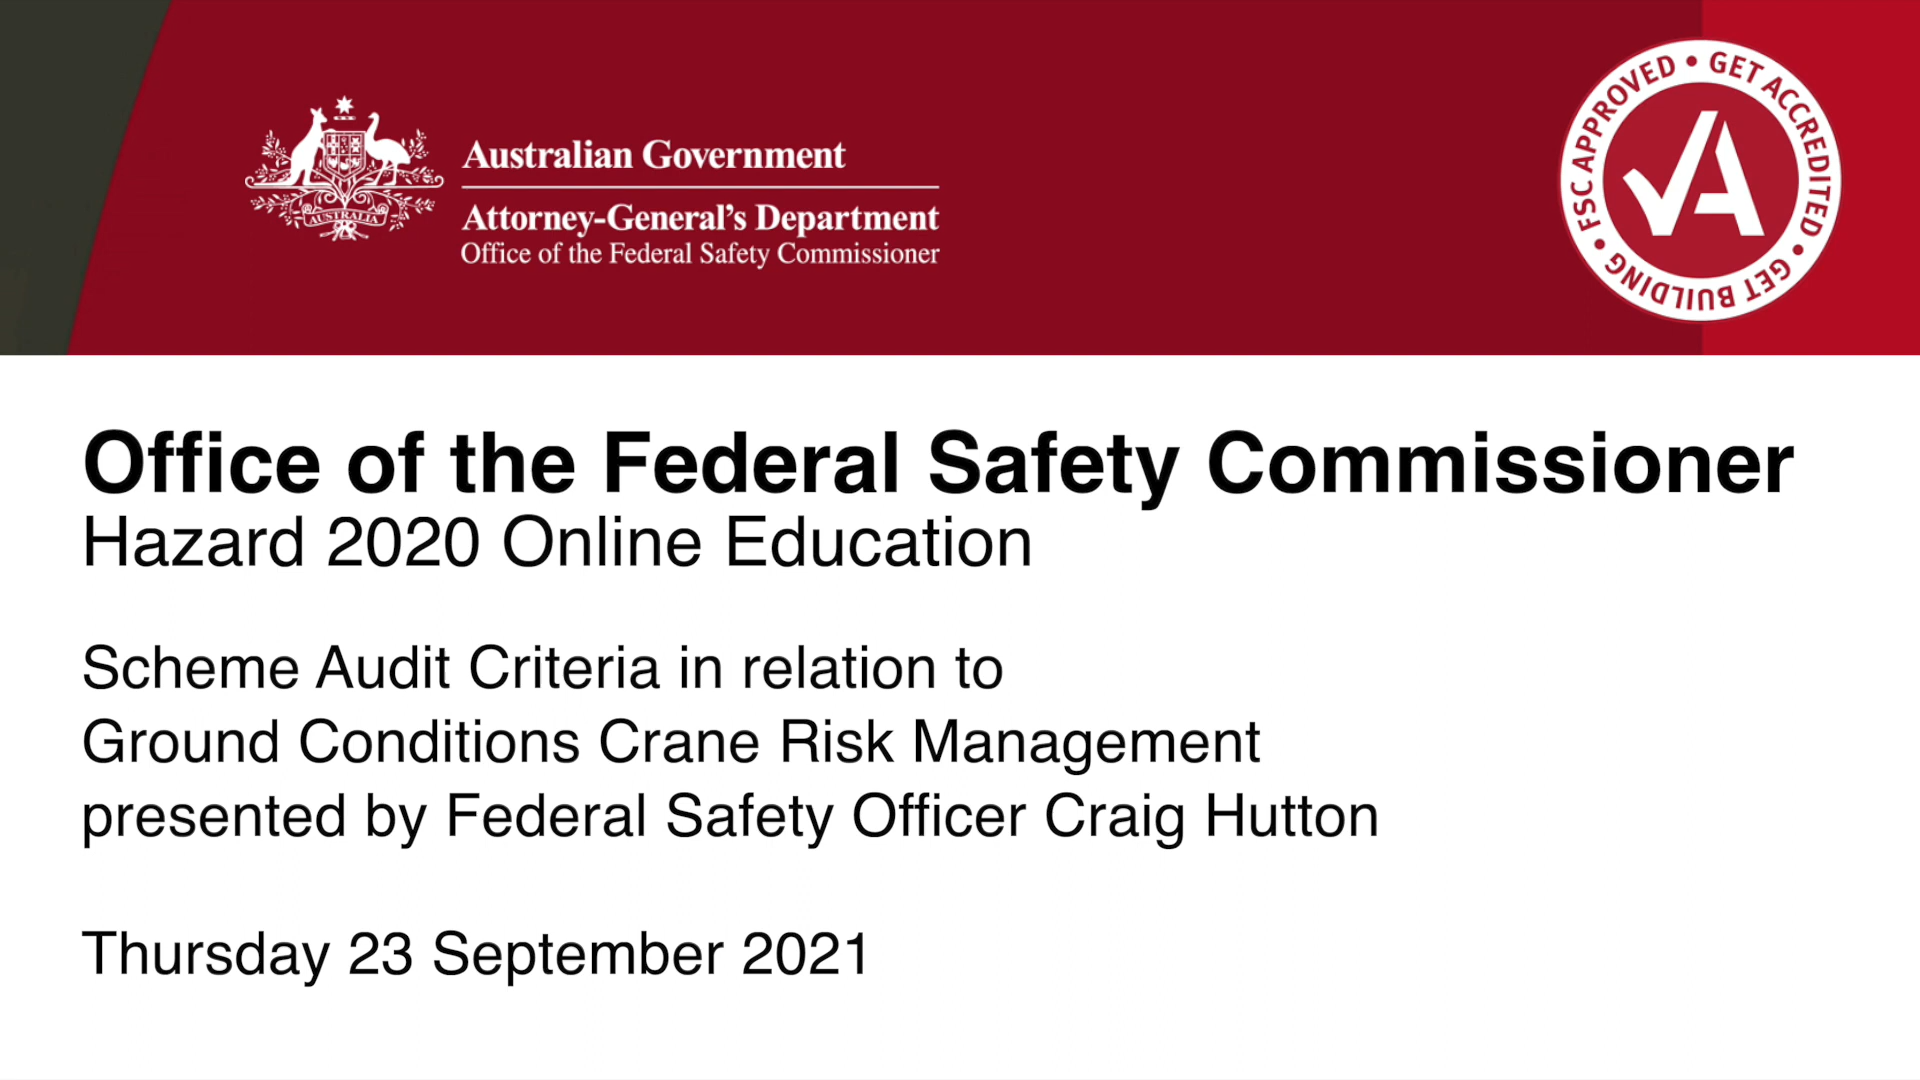 AUSTRALIA
Australian Government
Attorney-General's Department
Office of the Federal Safety Commissioner
• FSC APPROVED • GET ACCREDITED • GET BUILDING
Office of the Federal Safety Commissioner
Hazard 2020 Online Education
Scheme Audit Criteria in relation to
Ground Conditions Crane Risk Management
presented by Federal Safety Officer Craig Hutton
Thursday 23 September 2021